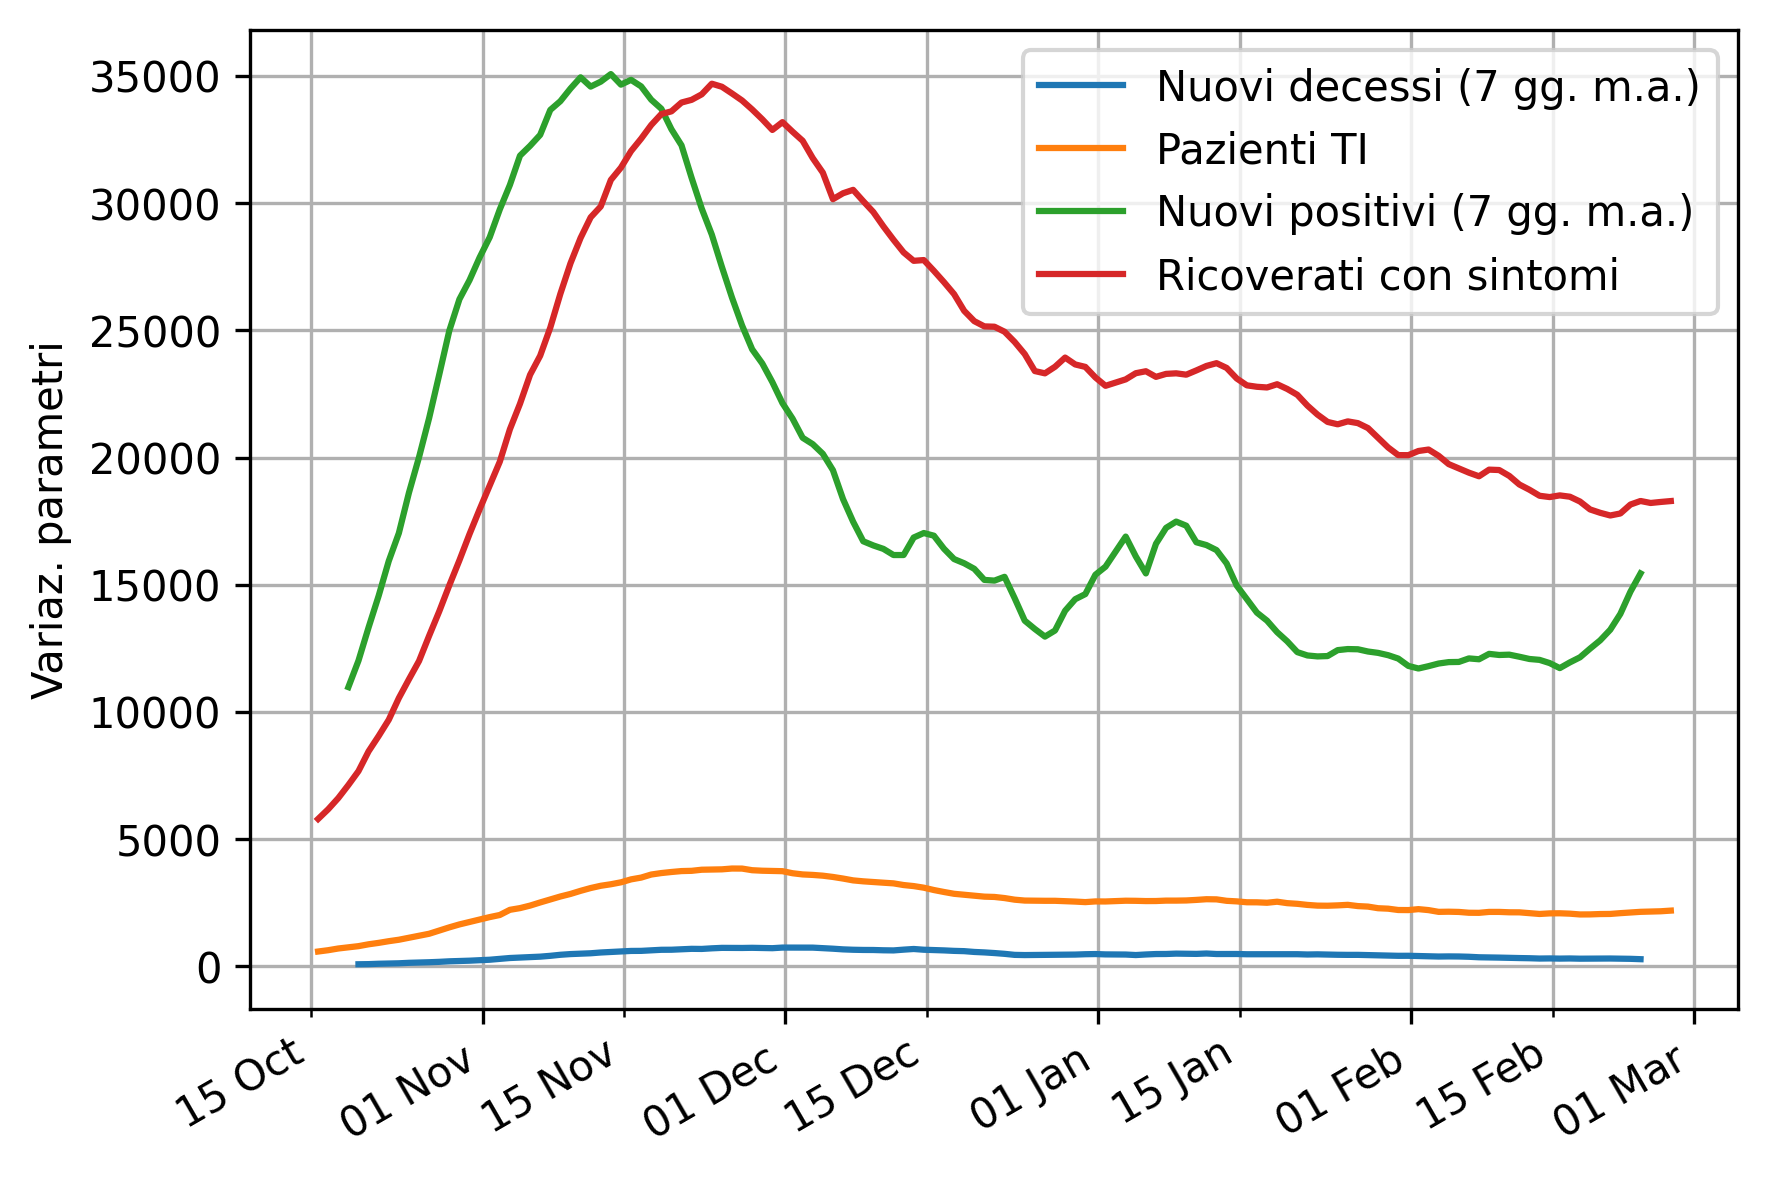 35000
30000
25000
20000
15000
10000
5000
0
Variaz. parametri
Nuovi decessi (7 gg. m.a.)
Pazienti TI
Nuovi positivi (7 gg. m.a.)
Ricoverati con sintomi
15 Oct
01 Nov
15 Nov
01 Dec
15 Dec
01 Jan
15 Jan
01 Feb
15 Feb
01 Mar